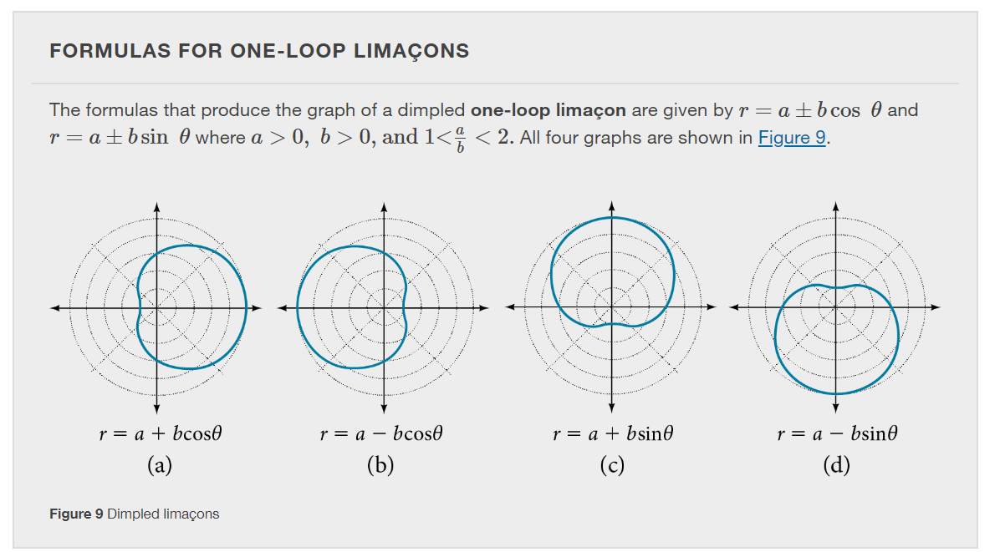 FORMULAS FOR ONE-LOOP LIMAÇONS
The formulas that produce the graph of a dimpled one-loop limaçon are given by r = a ± b cos θ and
r = a ± b sin θ where a > 0, b > 0, and 1< a/b < 2. All four graphs are shown in Figure 9.
r = a + bcosθ
(a)
r = a − bcosθ
(b)
r = a + bsinθ
(c)
r = a − bsinθ
(d)
Figure 9 Dimpled limaçons